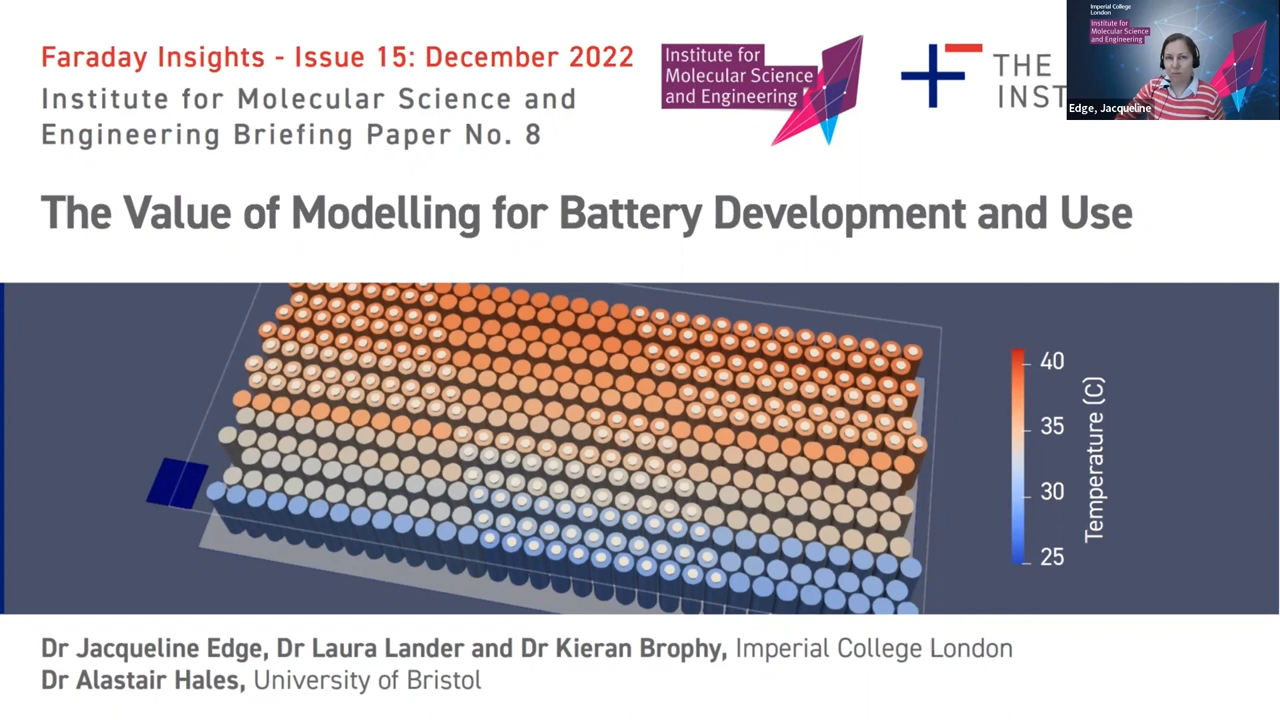 Faraday Insights - Issue 15: December 2022
Institute for Molecular Science and
Engineering Briefing Paper No. 8
Institute for
Molecular Science
and Engineering
THE
INST
Imperial College
London
Institute for
Molecular Science
and Engineering
Edge, Jacqueline
The Value of Modelling for Battery Development and Use
40
35
30
25
Temperature (C)
Dr Jacqueline Edge, Dr Laura Lander and Dr Kieran Brophy, Imperial College London
Dr Alastair Hales, University of Bristol